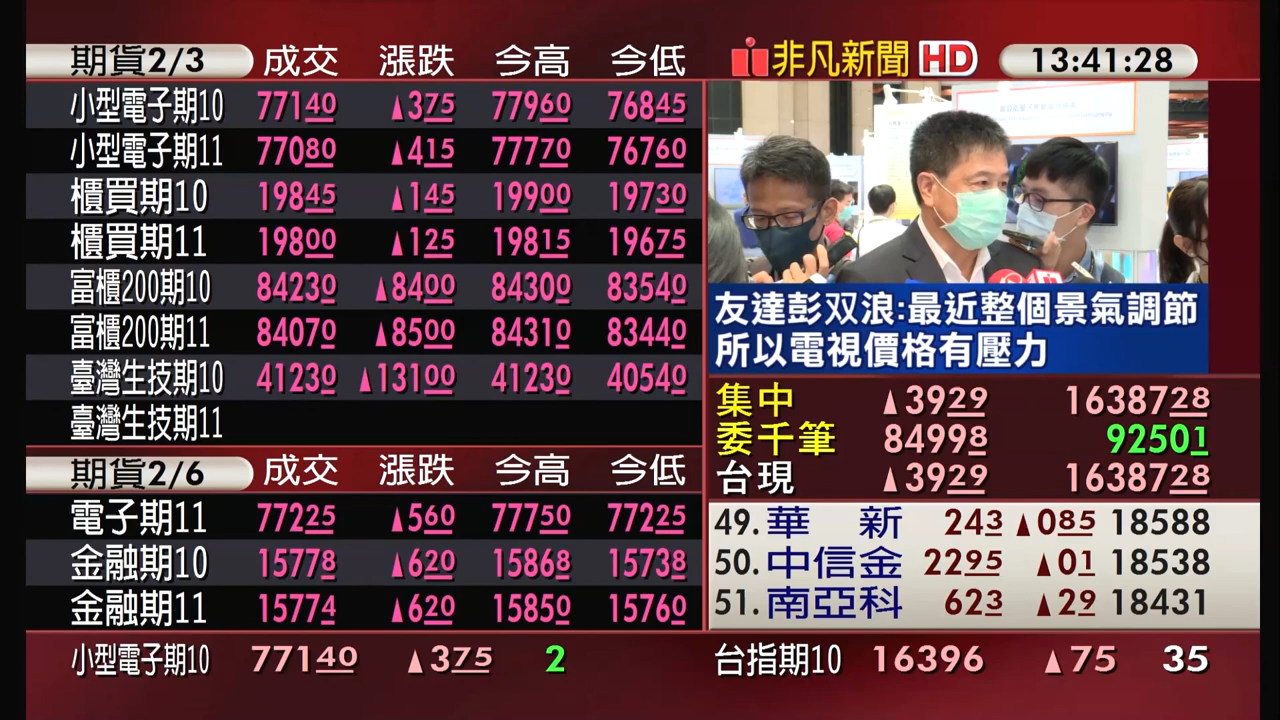 期貨2/3 成交 漲跌 今高 今低
小型電子期10 77140 ▲375 77960 76845
小型電子期11 77080 ▲415 77770 76760
櫃買期10 19845 ▲145 19900 19730
櫃買期11 19800 ▲125 19815 19675
富櫃200期10 84230 ▲8400 84300 83540
富櫃200期11 84070 ▲8500 84310 83440
臺灣生技期10 41230 ▲13100 41230 40540
臺灣生技期11
期貨2/6 成交 漲跌 今高 今低
電子期11 77225 ▲560 77750 77225
金融期10 15778 ▲620 15868 15738
金融期11 15774 ▲620 15850 15760
非凡新聞 HD 13:41:28
友達彭双浪:最近整個景氣調節
所以電視價格有壓力
集中 ▲3929 1638728
委千筆 84998 92501
台現 ▲3929 1638728
49. 華 新 243 ▲085 18588
50. 中信金 2295 ▲01 18538
51. 南亞科 623 ▲29 18431
小型電子期10 77140 ▲375 2 台指期10 16396 ▲75 35